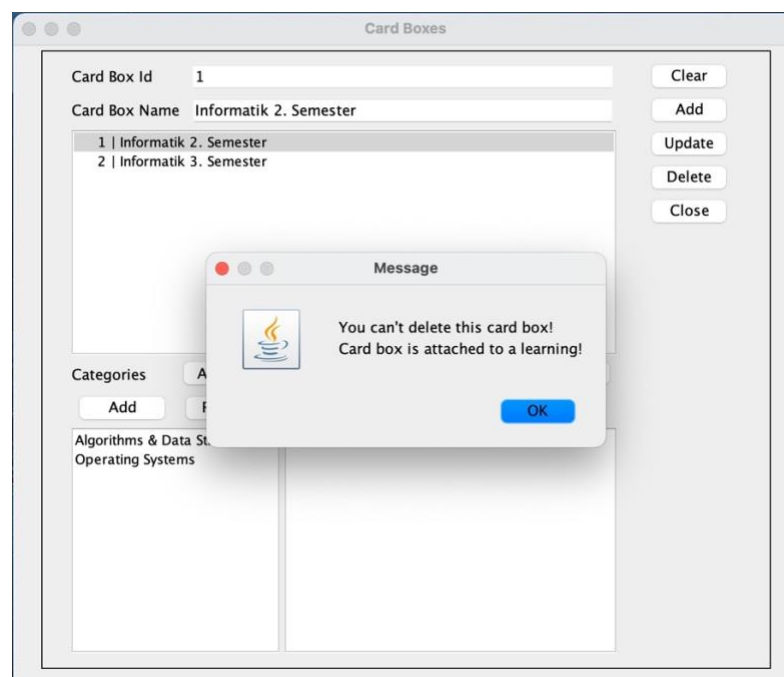 Card Boxes
Card Box Id 1 Clear
Card Box Name Informatik 2. Semester Add
1 | Informatik 2. Semester Update
2 | Informatik 3. Semester
Delete
Close
Message
You can't delete this card box!
Card box is attached to a learning!
OK
Categories
Add
Algorithms & Data
Operating Systems